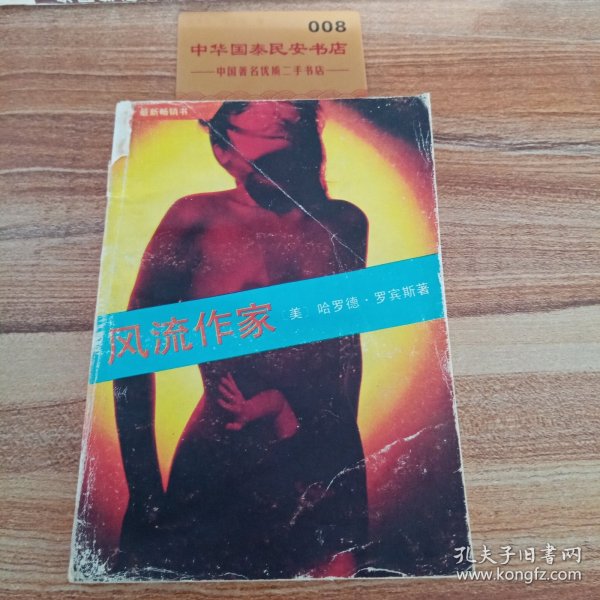 008
中华国泰民安书店
中国著名优质二手书店
最新畅销书
风流作家
〔美〕哈罗德·罗宾斯著
孔夫子旧书网
www.kongfz.com